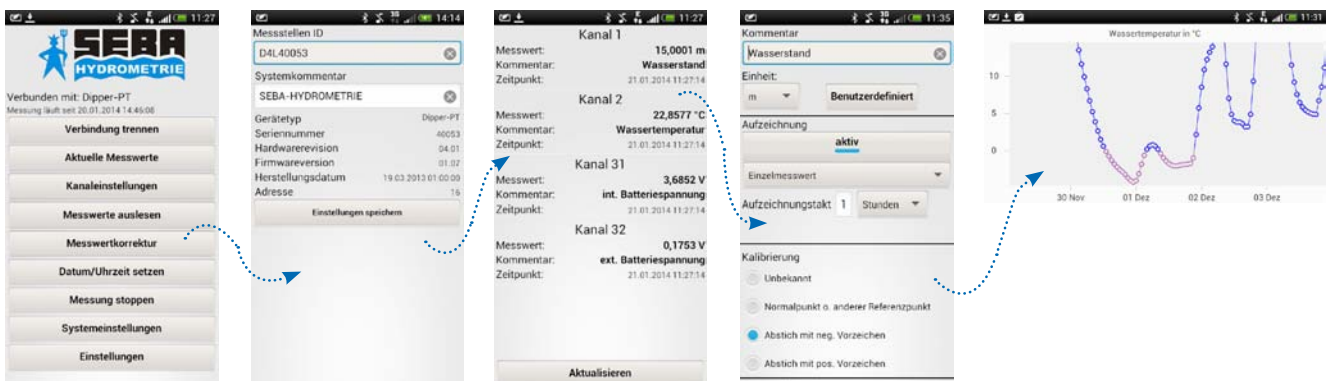 11:27
SEBA
HYDROMETRIE
Verbunden mit: Dipper-PT
Messung läuft seit 20.01.2014 14:46:08
Verbindung trennen
Aktuelle Messwerte
Kanaleinstellungen
Messwerte auslesen
Messwertkorrektur
Datum/Uhrzeit setzen
Messung stoppen
Systemeinstellungen
Einstellungen
14:14
Messstellen ID
D4L40053
Systemkommentar
SEBA-HYDROMETRIE
Gerätetyp Dipper-PT
Seriennummer 40053
Hardwarerevision 04.01
Firmwareversion 01.07
Herstellungsdatum 19.03.2013 01:00:00
Adresse 16
Einstellungen speichern
11:27
Kanal 1
Messwert: 15,0001 m
Kommentar: Wasserstand
Zeitpunkt: 21.01.2014 11:27:14
Kanal 2
Messwert: 22,8577 °C
Kommentar: Wassertemperatur
Zeitpunkt: 21.01.2014 11:27:14
Kanal 31
Messwert: 3,6852 V
Kommentar: int. Batteriespannung
Zeitpunkt: 21.01.2014 11:27:14
Kanal 32
Messwert: 0,1753 V
Kommentar: ext. Batteriespannung
Zeitpunkt: 21.01.2014 11:27:14
Aktualisieren
11:35
Kommentar
Wasserstand
Einheit:
m Benutzerdefiniert
Aufzeichnung
aktiv
Einzelmesswert
Aufzeichnungstakt 1 Stunden
Kalibrierung
Unbekannt
Normalpunkt o. anderer Referenzpunkt
Abstich mit neg. Vorzeichen
Abstich mit pos. Vorzeichen
11:31
Wassertemperatur in °C
10
5
0
30 Nov 01 Dez 02 Dez 03 Dez